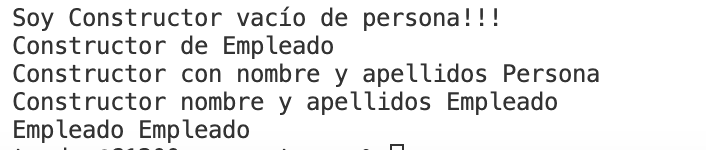 Soy Constructor vacío de persona!!!
Constructor de Empleado
Constructor con nombre y apellidos Persona
Constructor nombre y apellidos Empleado
Empleado Empleado